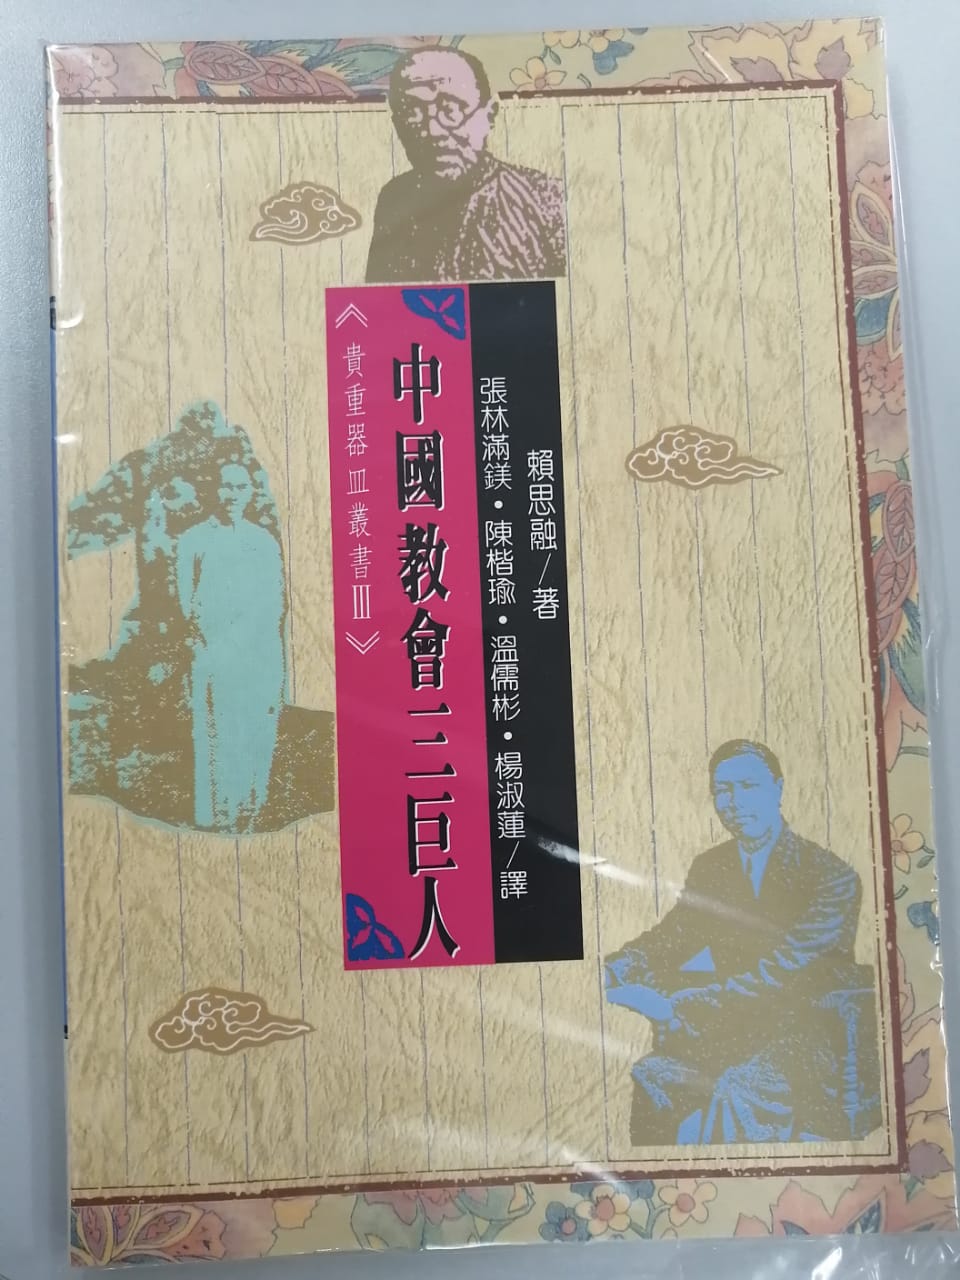 賴思融/著
張林滿鎂・陳楷瑜・溫儒彬・楊淑蓮/譯
中國教會三巨人
《貴重器皿叢書Ⅲ》